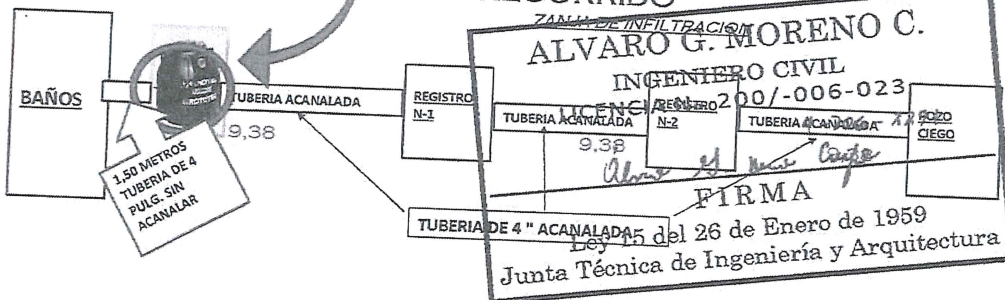 ZANJA DE INFILTRACION
ALVARO G. MORENO C.
INGENIERO CIVIL
LICENCIA No. 200/-006-023
BAÑOS
TUBERIA ACANALADA
9,38
REGISTRO
N-1
TUBERIA ACANALADA
9.38
REGISTRO
N-2
TUBERIA ACANALADA
POZO
CIEGO
1,50 METROS
TUBERIA DE 4
PULG. SIN
ACANALAR
FIRMA
TUBERIA DE 4 " ACANALADA
Ley 15 del 26 de Enero de 1959
Junta Técnica de Ingeniería y Arquitectura